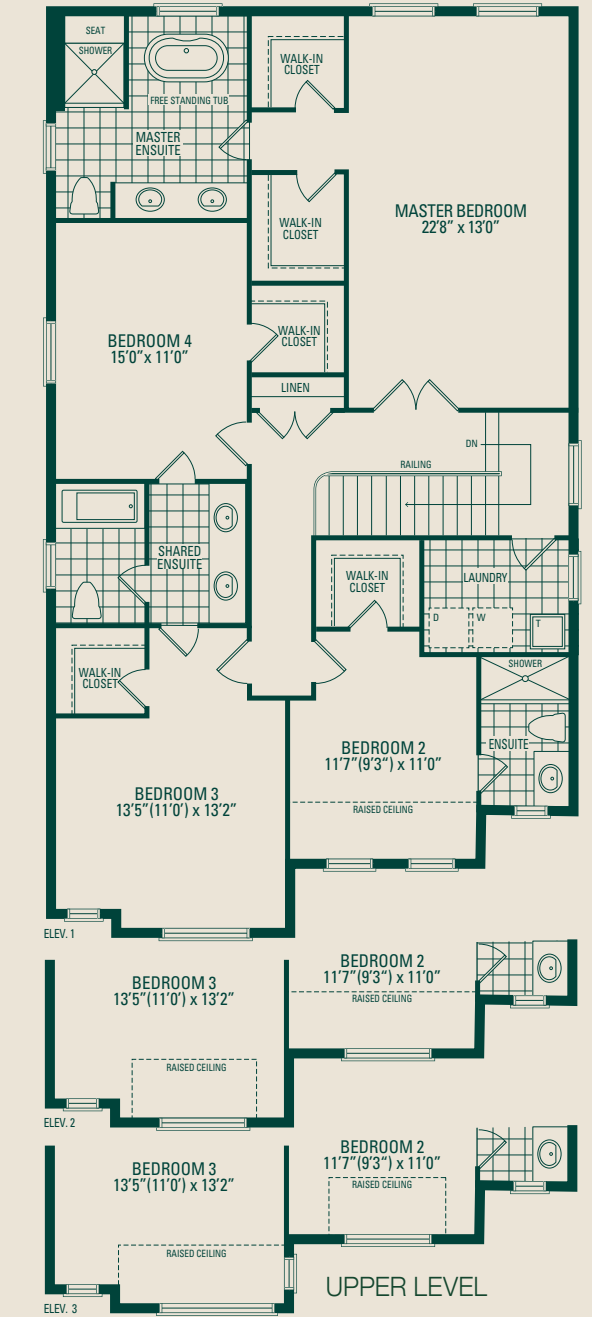 SEAT
SHOWER
FREE STANDING TUB
MASTER
ENSUITE
WALK-IN
CLOSET
WALK-IN
CLOSET
MASTER BEDROOM
22'8" x 13'0"
BEDROOM 4
15'0" x 11'0"
WALK-IN
CLOSET
LINEN
DN
RAILING
SHARED
ENSUITE
WALK-IN
CLOSET
LAUNDRY
D
W
T
WALK-IN
CLOSET
SHOWER
ENSUITE
BEDROOM 2
11'7"(9'3") x 11'0"
RAISED CEILING
BEDROOM 3
13'5"(11'0') x 13'2"
ELEV. 1
BEDROOM 3
13'5"(11'0') x 13'2"
RAISED CEILING
BEDROOM 2
11'7"(9'3") x 11'0"
RAISED CEILING
ELEV. 2
BEDROOM 3
13'5"(11'0') x 13'2"
RAISED CEILING
BEDROOM 2
11'7"(9'3") x 11'0"
RAISED CEILING
ELEV. 3
UPPER LEVEL